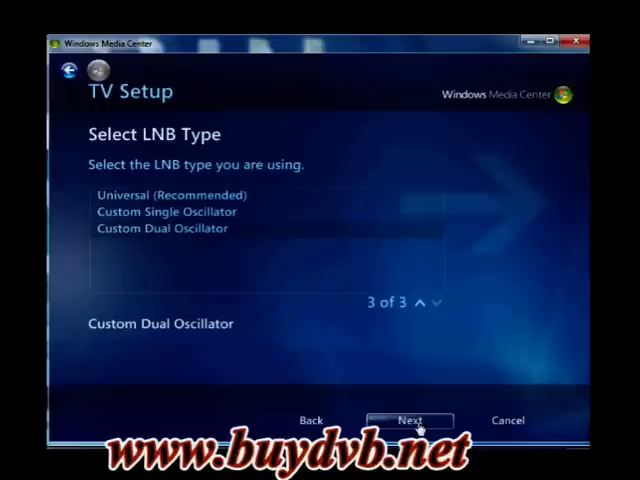 Windows Media Center
TV Setup
Windows Media Center
Select LNB Type
Select the LNB type you are using.
Universal (Recommended)
Custom Single Oscillator
Custom Dual Oscillator
3 of 3
Custom Dual Oscillator
Back
Next
Cancel
www.buydvb.net